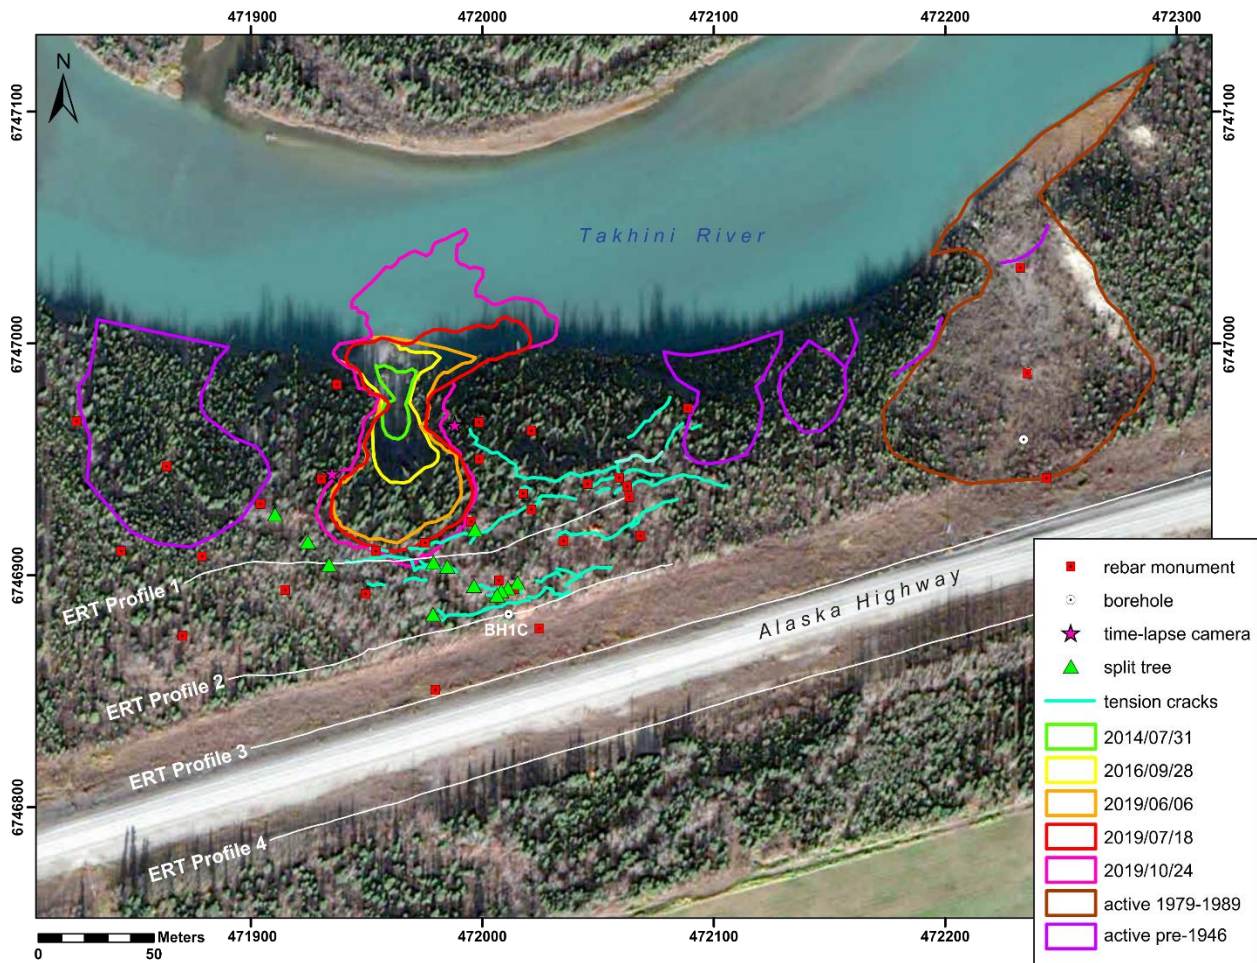 471900 472000 472100 472200 472300
N
6747100 6747100
Takhini River
6747000 6747000
6746900
ERT Profile 1
BH1C
Alaska Highway
ERT Profile 2
ERT Profile 3
6746800
ERT Profile 4
rebar monument
borehole
time-lapse camera
split tree
tension cracks
2014/07/31
2016/09/28
2019/06/06
2019/07/18
2019/10/24
active 1979-1989
active pre-1946
471900 472000 472100 472200
Meters
0 50